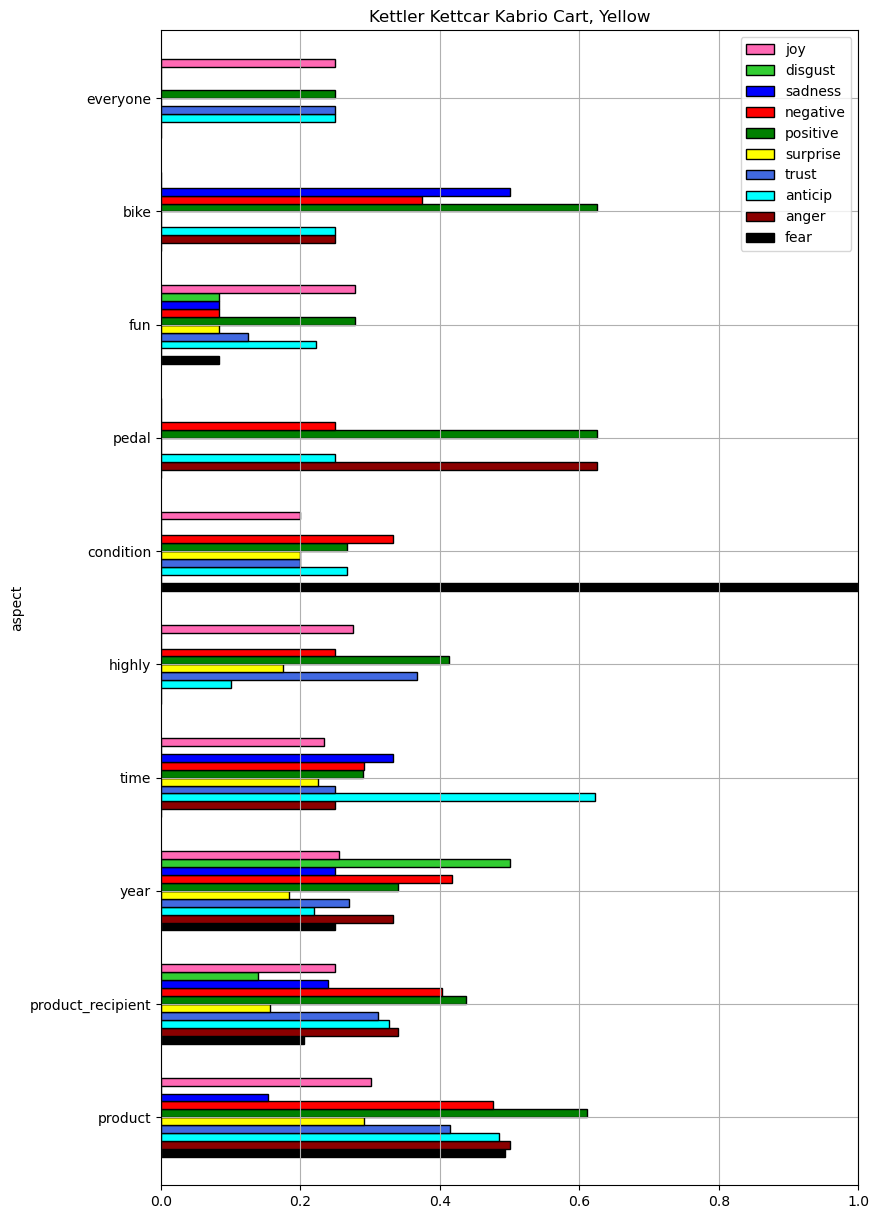 Kettler Kettcar Kabrio Cart, Yellow
joy
disgust
sadness
negative
positive
surprise
trust
anticip
anger
fear
everyone
bike
fun
pedal
condition
highly
time
year
product_recipient
product
aspect
0.0 0.2 0.4 0.6 0.8 1.0